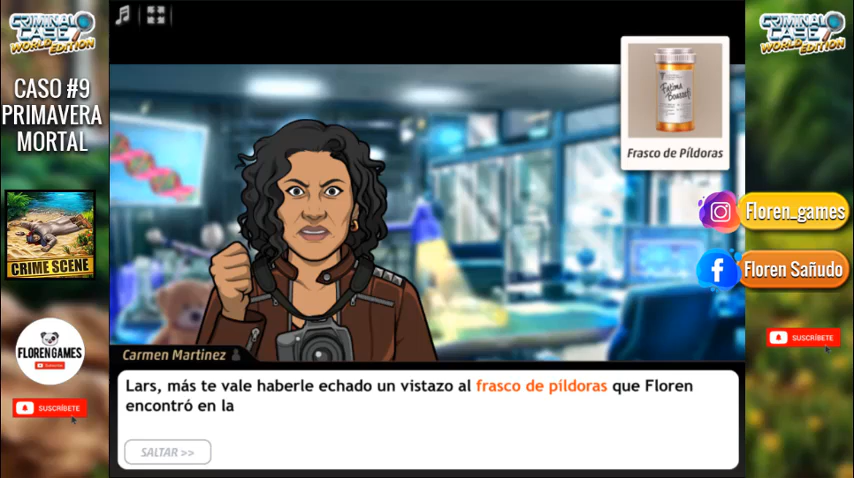 CRIMINAL
CASE
WORLD EDITION
CASO #9
PRIMAVERA
MORTAL
CRIME SCENE
FLOREN GAMES
SUSCRÍBETE
Frasco de Píldoras
Carmen Martinez
Lars, más te vale haberle echado un vistazo al frasco de píldoras que Floren
encontró en la
SALTAR >>
CRIMINAL
CASE
WORLD EDITION
Floren_games
Floren Sañudo
SUSCRÍBETE